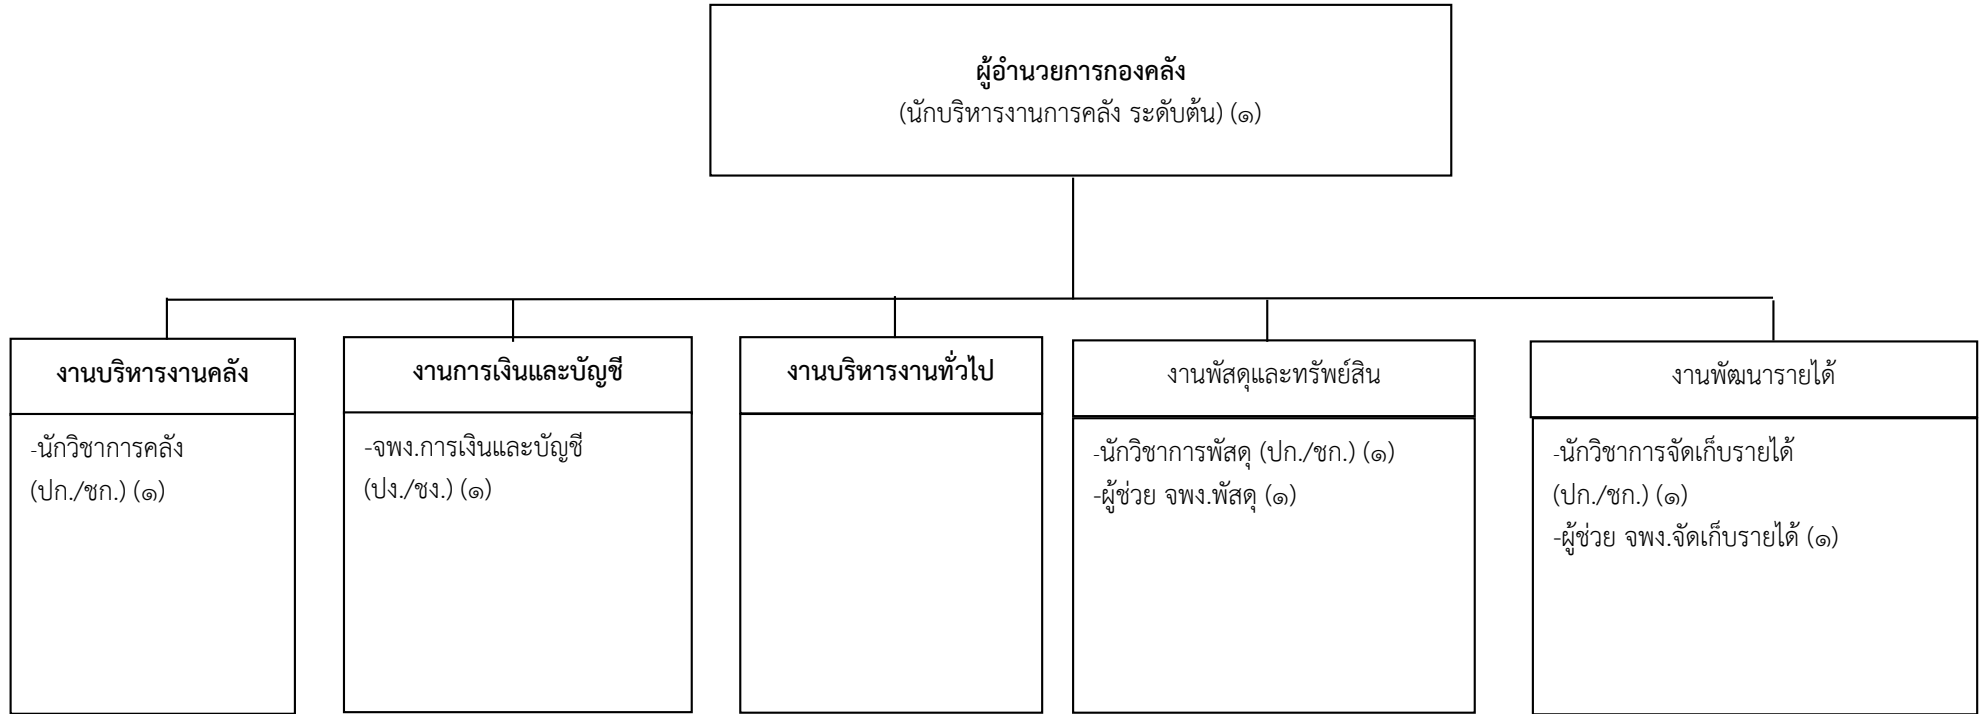 ผู้อำนวยการกองคลัง
(นักบริหารงานการคลัง ระดับต้น) (๑)
งานบริหารงานคลัง
-นักวิชาการคลัง
(ปก./ชก.) (๑)
งานการเงินและบัญชี
-จพง.การเงินและบัญชี
(ปง./ชง.) (๑)
งานบริหารงานทั่วไป
งานพัสดุและทรัพย์สิน
-นักวิชาการพัสดุ (ปก./ชก.) (๑)
-ผู้ช่วย จพง.พัสดุ (๑)
งานพัฒนารายได้
-นักวิชาการจัดเก็บรายได้
(ปก./ชก.) (๑)
-ผู้ช่วย จพง.จัดเก็บรายได้ (๑)